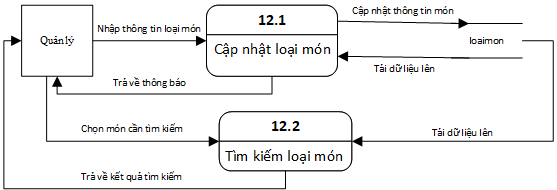 Cập nhật thông tin món
12.1
Quản lý
Nhập thông tin loại món
Cập nhật loại món
loaimon
Tải dữ liệu lên
Trả về thông báo
12.2
Chọn món cần tìm kiếm
Tải dữ liệu lên
Tìm kiếm loại món
Trả về kết quả tìm kiếm